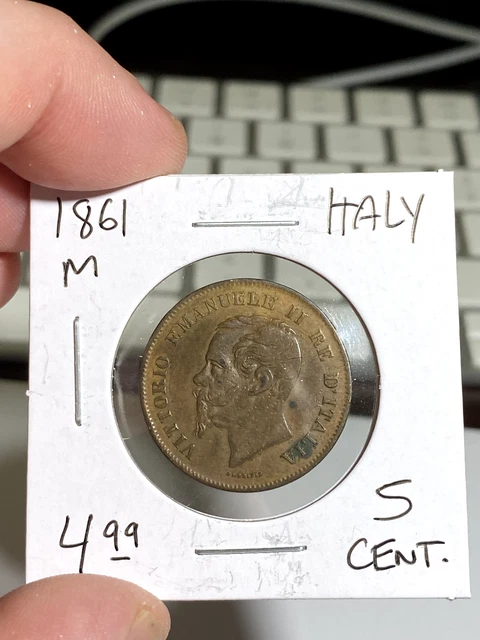 1861
M
ITALY
VITTORIO EMANUELE II RE D'ITALIA
4.99
5
CENT.